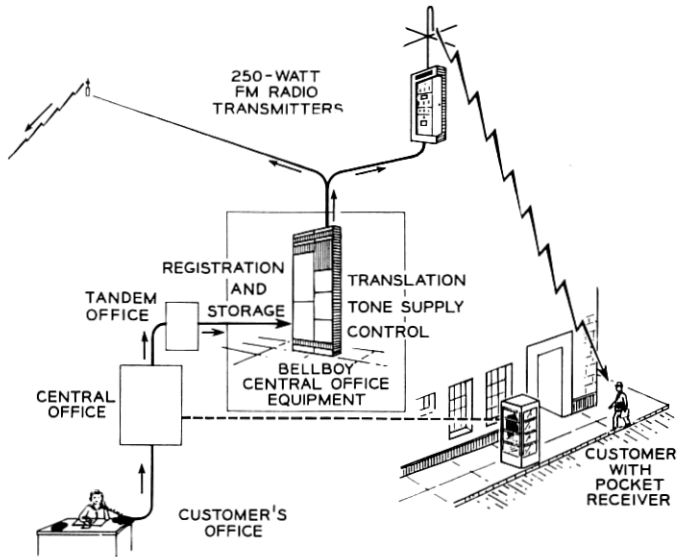 250-WATT
FM RADIO
TRANSMITTERS
REGISTRATION
AND
STORAGE
TRANSLATION
TONE SUPPLY
CONTROL
TANDEM
OFFICE
BELLBOY
CENTRAL OFFICE
EQUIPMENT
CENTRAL
OFFICE
CUSTOMER
WITH
POCKET
RECEIVER
CUSTOMER'S
OFFICE